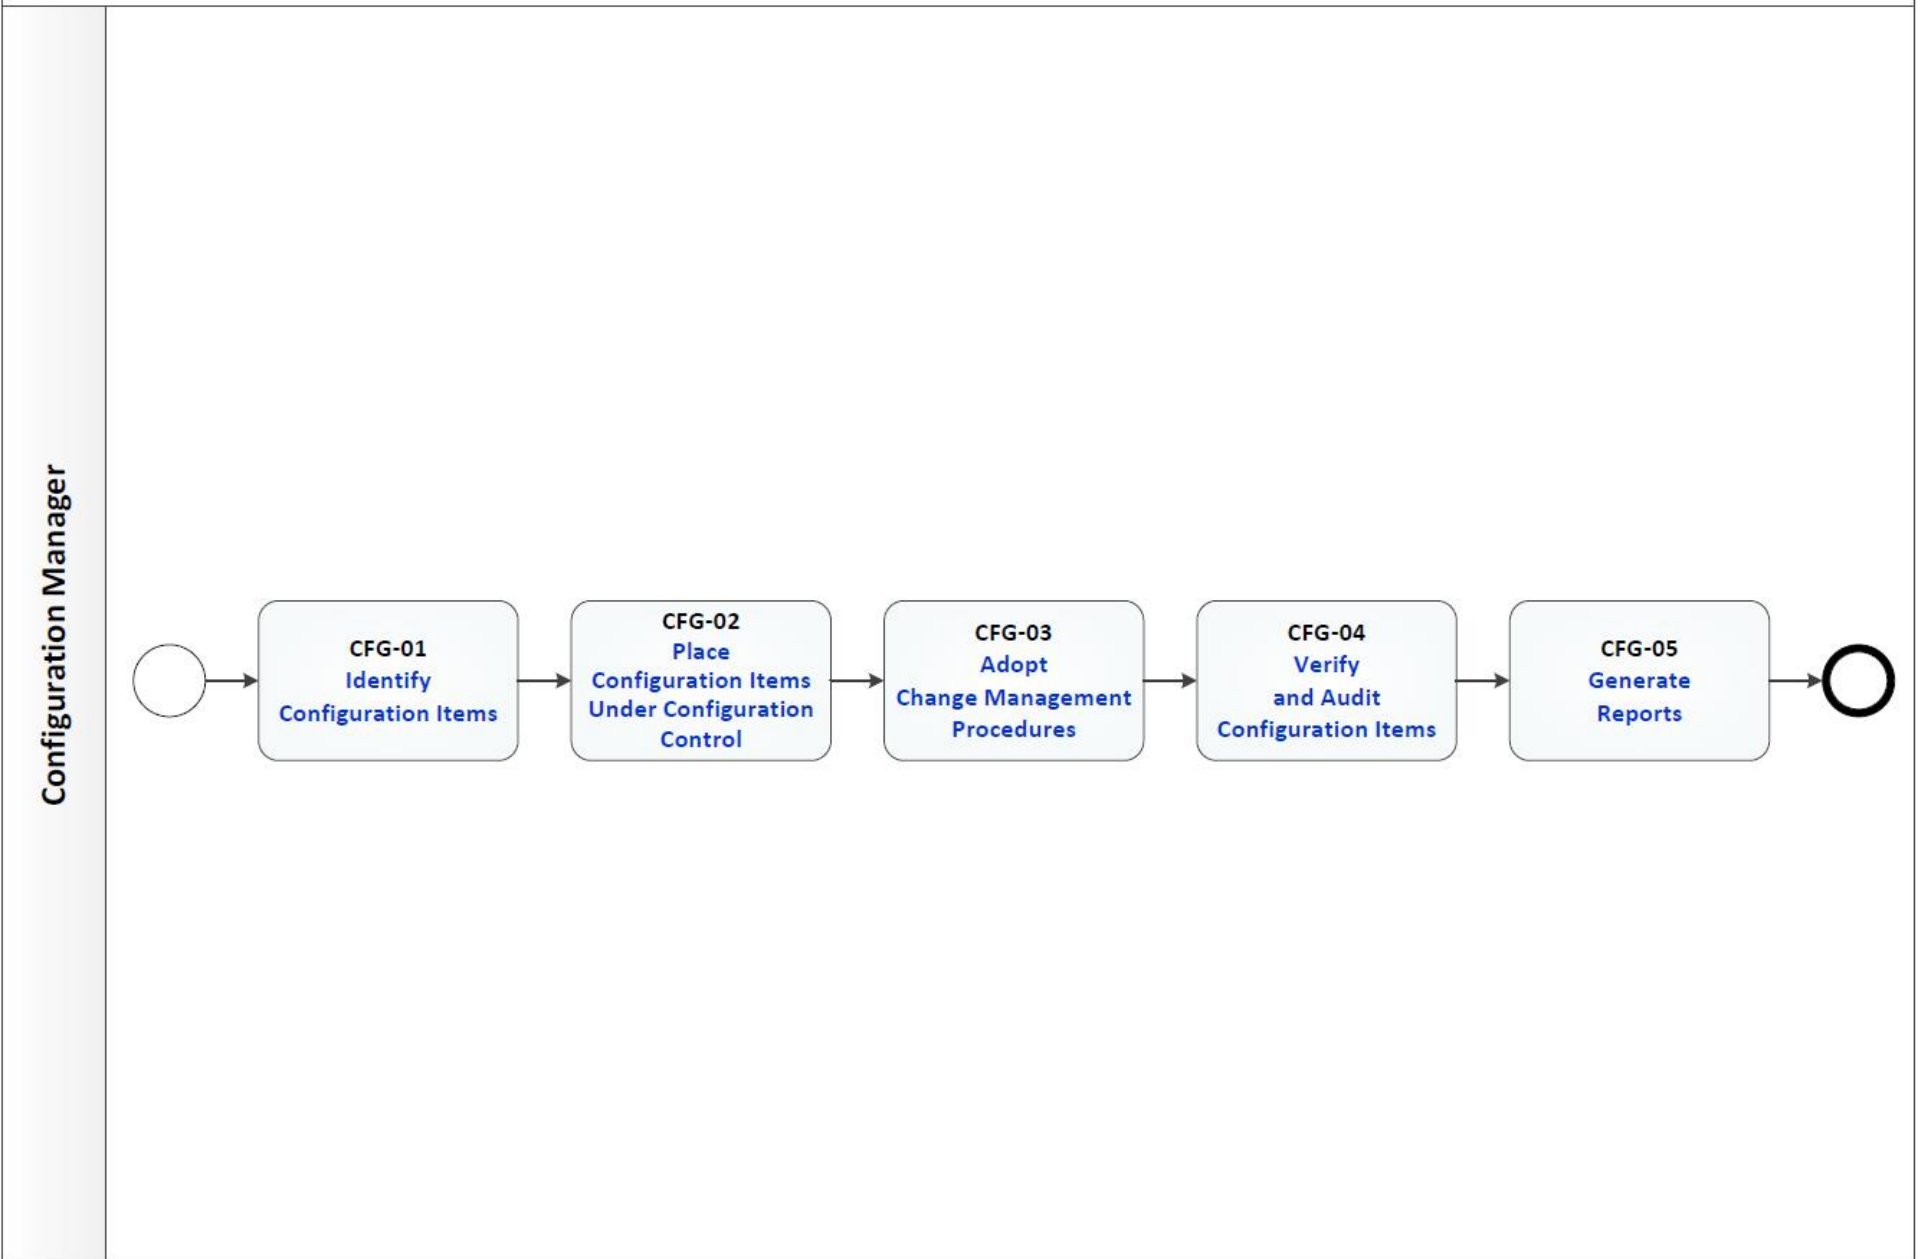 Configuration Manager
CFG-01
Identify
Configuration Items
CFG-02
Place
Configuration Items
Under Configuration
Control
CFG-03
Adopt
Change Management
Procedures
CFG-04
Verify
and Audit
Configuration Items
CFG-05
Generate
Reports